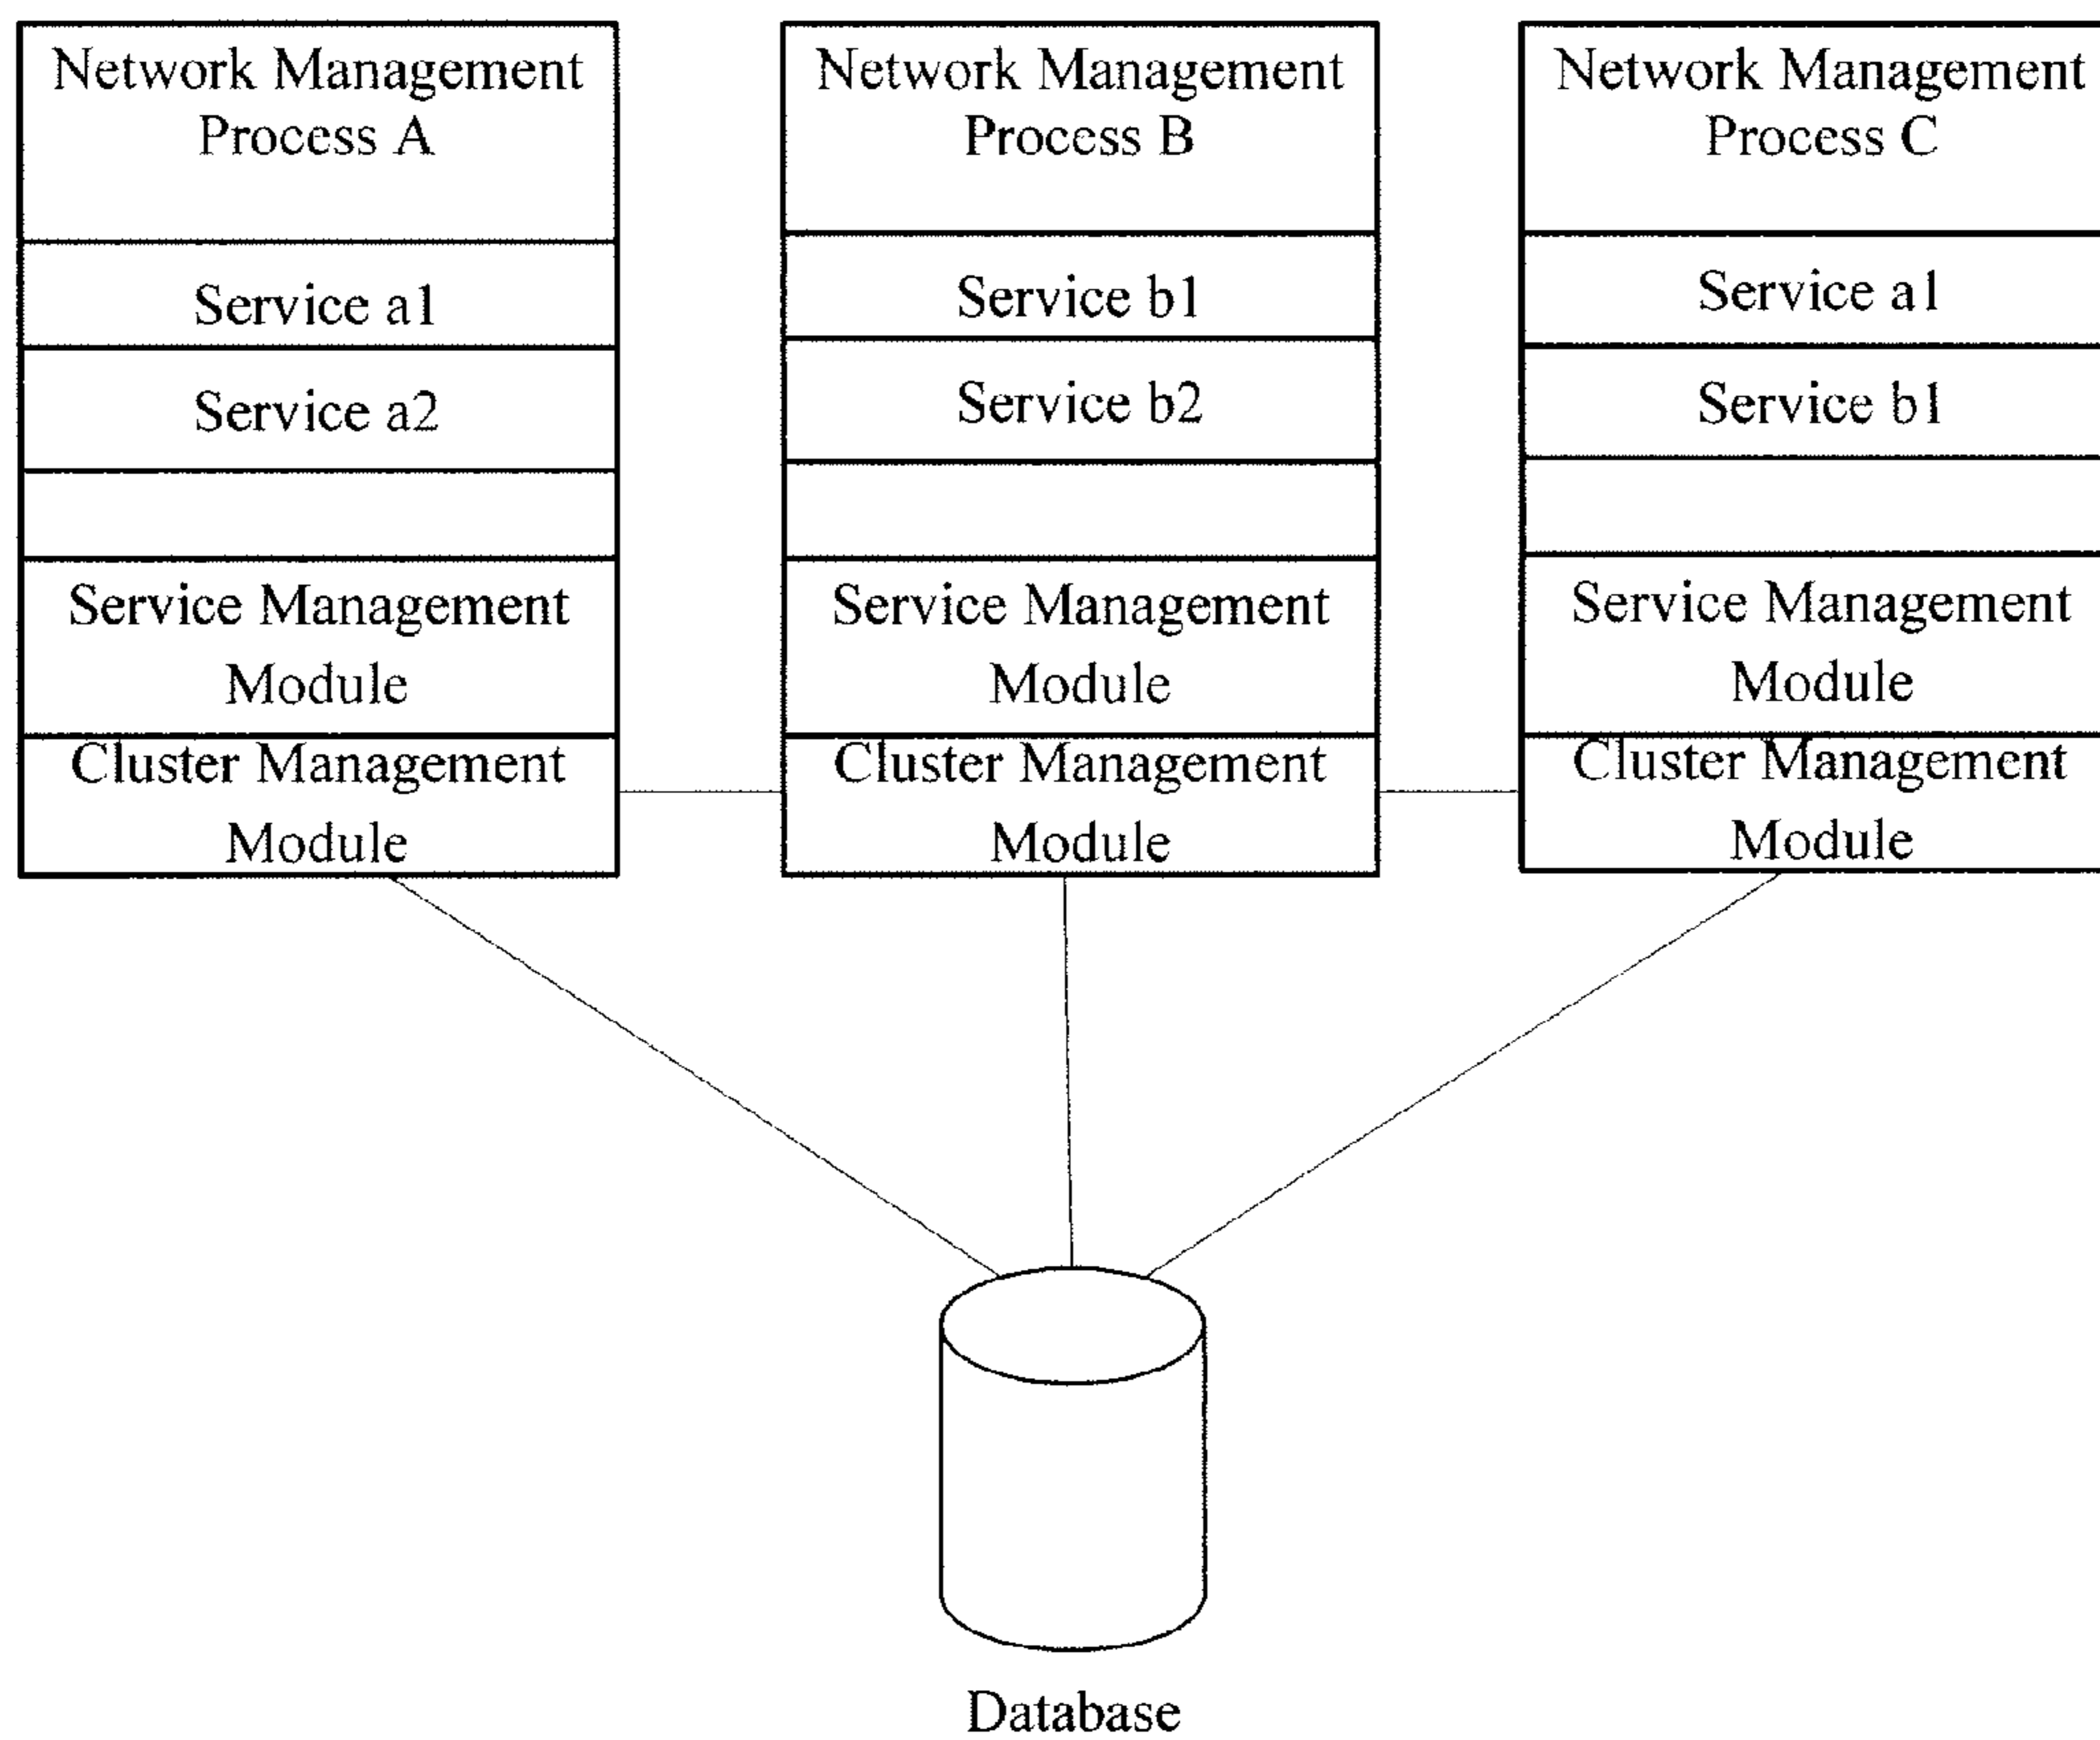 Network Management
Process A
Service a1
Service a2
Service Management
Module
Cluster Management
Module
Network Management
Process B
Service b1
Service b2
Service Management
Module
Cluster Management
Module
Network Management
Process C
Service a1
Service b1
Service Management
Module
Cluster Management
Module
Database